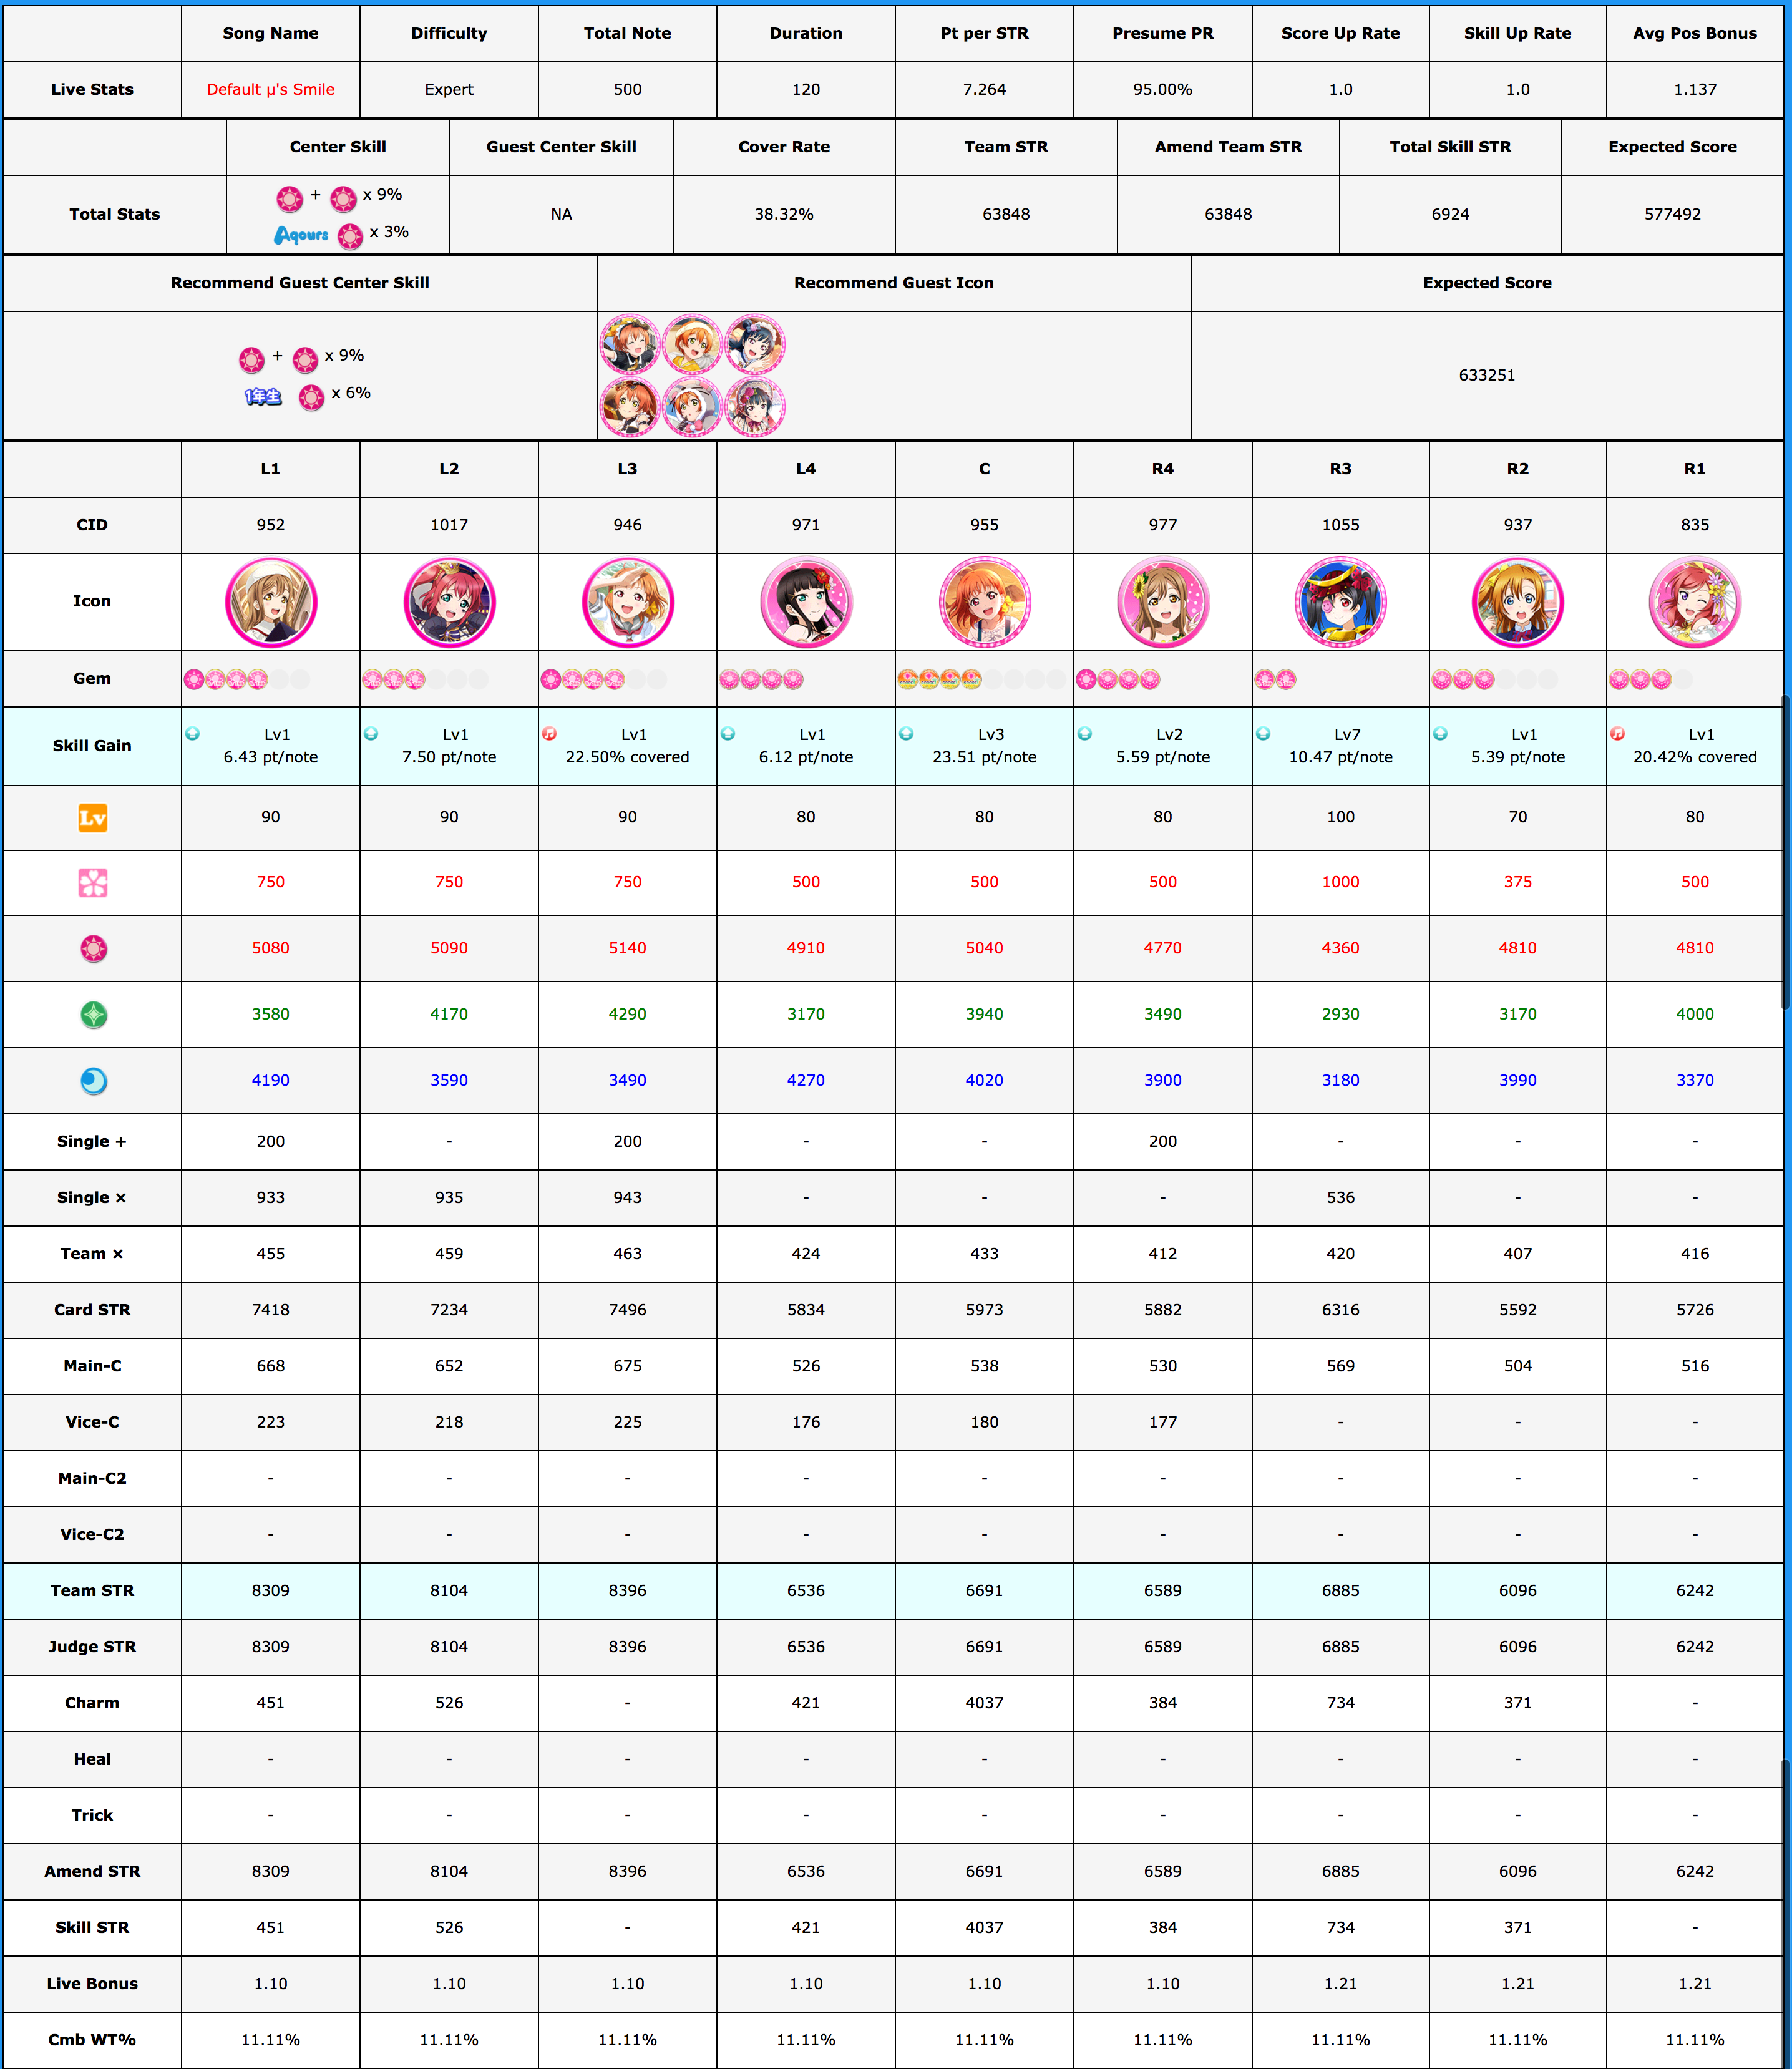 Song Name Difficulty Total Note Duration Pt per STR Presume PR Score Up Rate Skill Up Rate Avg Pos Bonus
Live Stats Default μ's Smile Expert 500 120 7.264 95.00% 1.0 1.0 1.137
Center Skill Guest Center Skill Cover Rate Team STR Amend Team STR Total Skill STR Expected Score
Total Stats + x 9% NA 38.32% 63848 63848 6924 577492
Aqours x 3%
Recommend Guest Center Skill Recommend Guest Icon Expected Score
+ x 9% 633251
1年生 x 6%
L1 L2 L3 L4 C R4 R3 R2 R1
CID 952 1017 946 971 955 977 1055 937 835
Icon
Gem
Skill Gain Lv1 Lv1 Lv1 Lv1 Lv3 Lv2 Lv7 Lv1 Lv1
6.43 pt/note 7.50 pt/note 22.50% covered 6.12 pt/note 23.51 pt/note 5.59 pt/note 10.47 pt/note 5.39 pt/note 20.42% covered
Lv 90 90 90 80 80 80 100 70 80
750 750 750 500 500 500 1000 375 500
5080 5090 5140 4910 5040 4770 4360 4810 4810
3580 4170 4290 3170 3940 3490 2930 3170 4000
4190 3590 3490 4270 4020 3900 3180 3990 3370
Single + 200 - 200 - - 200 - - -
Single × 933 935 943 - - - 536 - -
Team × 455 459 463 424 433 412 420 407 416
Card STR 7418 7234 7496 5834 5973 5882 6316 5592 5726
Main-C 668 652 675 526 538 530 569 504 516
Vice-C 223 218 225 176 180 177 - - -
Main-C2 - - - - - - - - -
Vice-C2 - - - - - - - - -
Team STR 8309 8104 8396 6536 6691 6589 6885 6096 6242
Judge STR 8309 8104 8396 6536 6691 6589 6885 6096 6242
Charm 451 526 - 421 4037 384 734 371 -
Heal - - - - - - - - -
Trick - - - - - - - - -
Amend STR 8309 8104 8396 6536 6691 6589 6885 6096 6242
Skill STR 451 526 - 421 4037 384 734 371 -
Live Bonus 1.10 1.10 1.10 1.10 1.10 1.10 1.21 1.21 1.21
Cmb WT% 11.11% 11.11% 11.11% 11.11% 11.11% 11.11% 11.11% 11.11% 11.11%